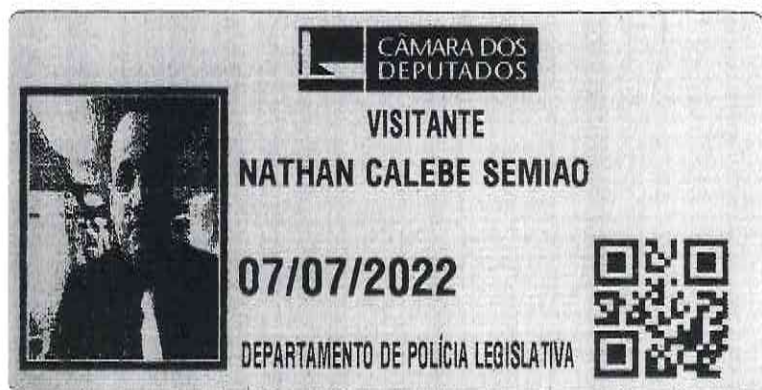 CÂMARA DOS
DEPUTADOS
VISITANTE
NATHAN CALEBE SEMIAO
07/07/2022
DEPARTAMENTO DE POLÍCIA LEGISLATIVA